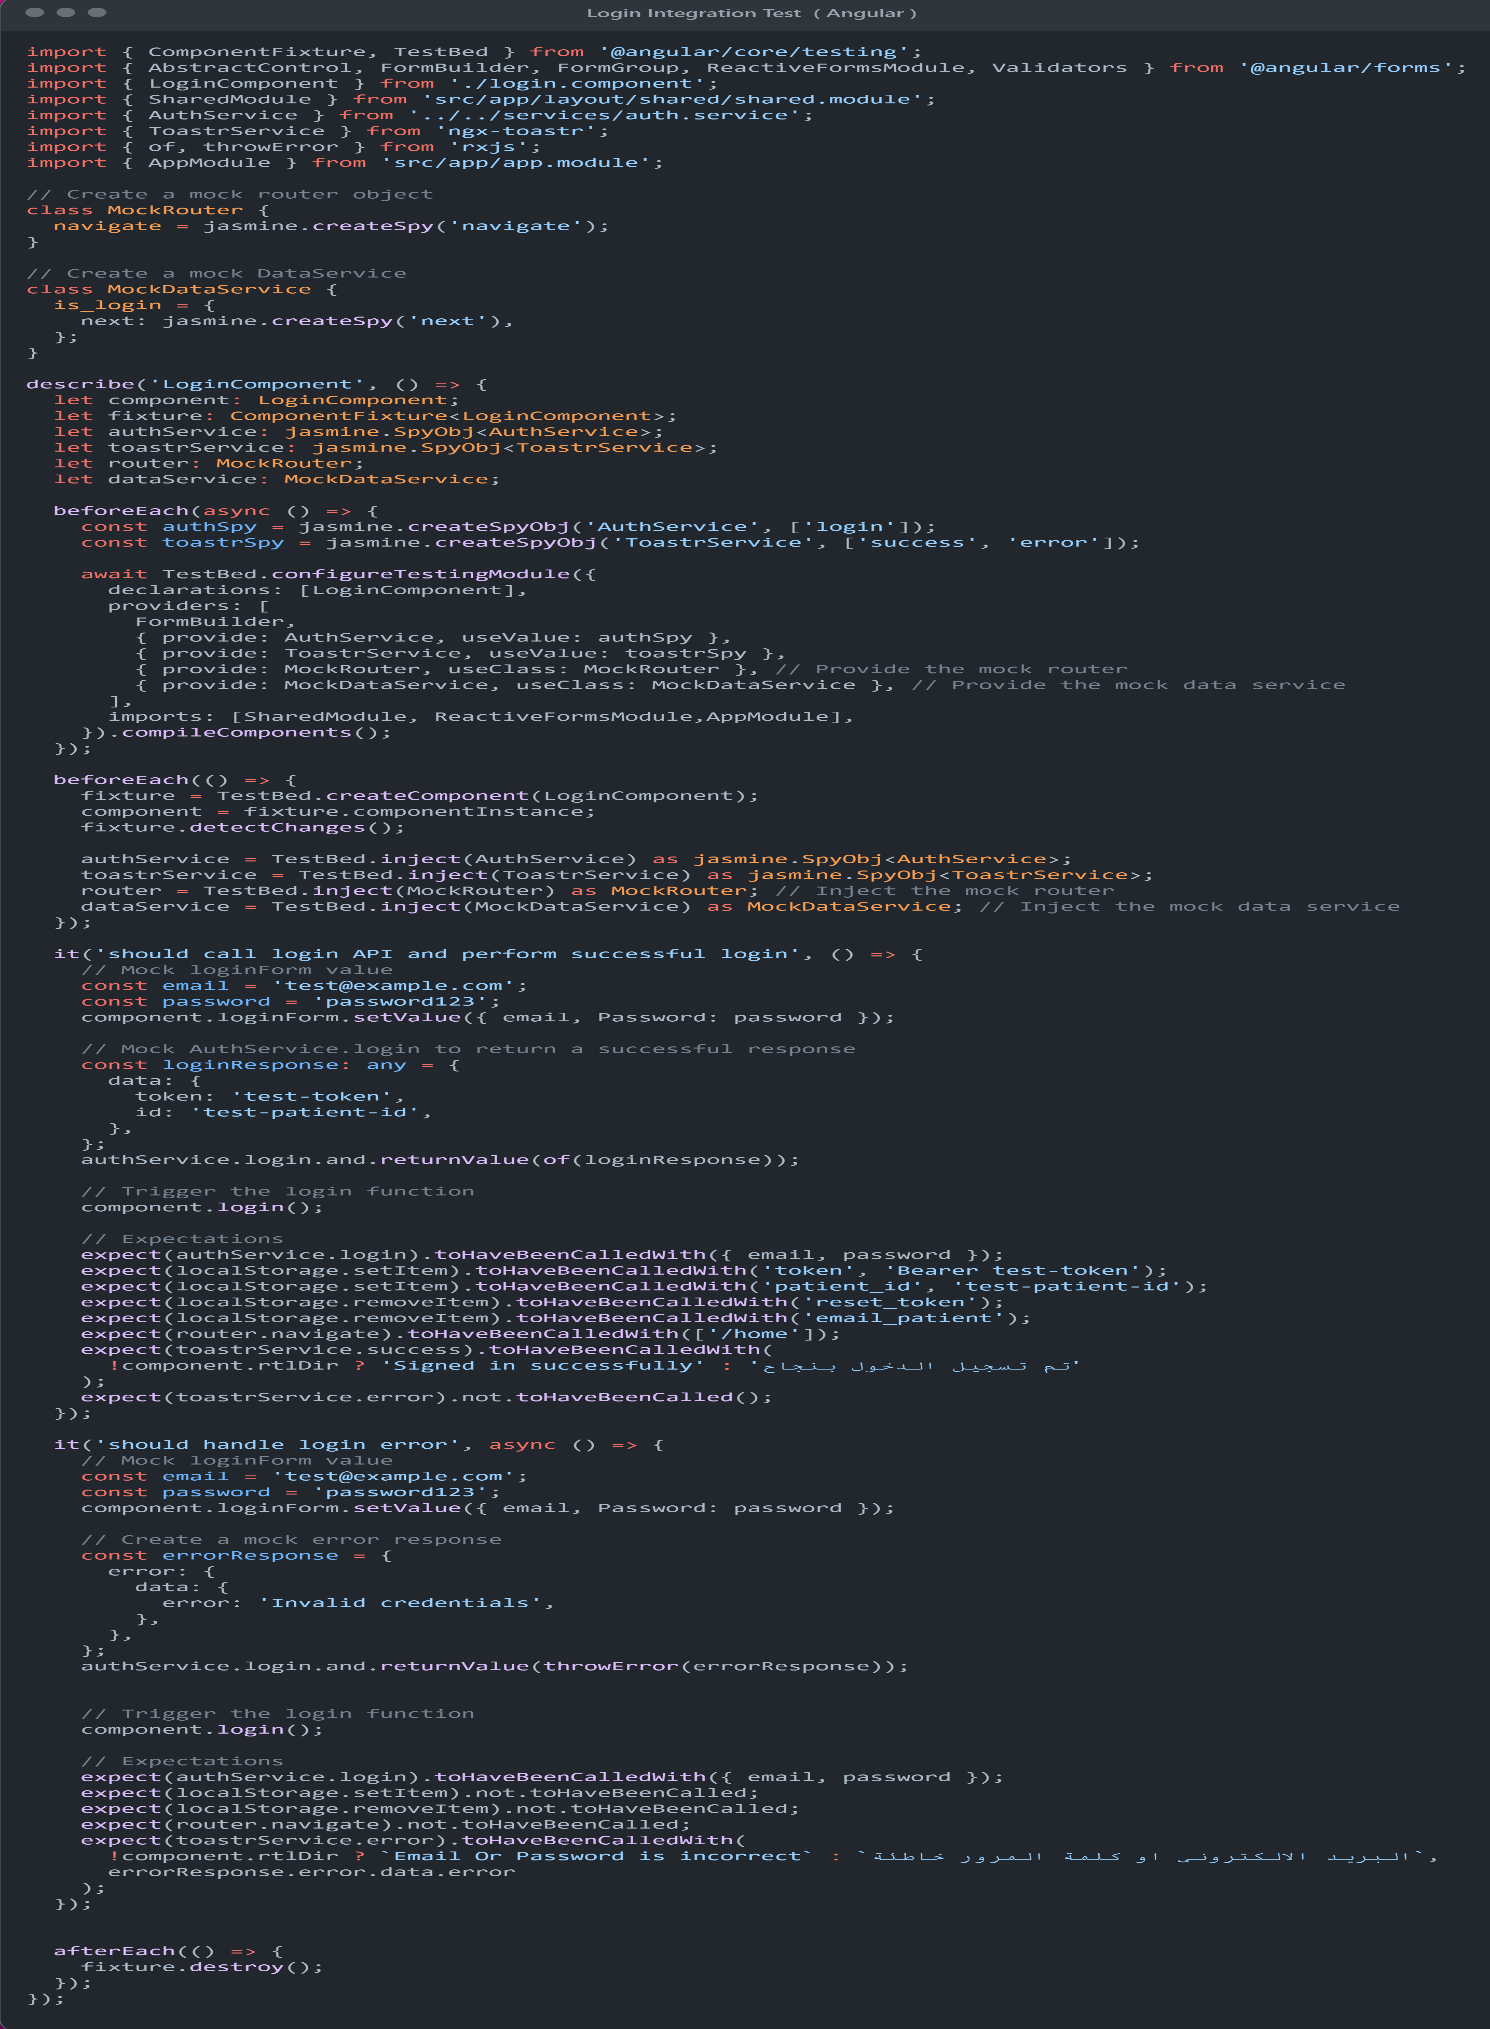 Login Integration Test ( Angular )
import { ComponentFixture, TestBed } from '@angular/core/testing';
import { AbstractControl, FormBuilder, FormGroup, ReactiveFormsModule, Validators } from '@angular/forms';
import { LoginComponent } from './login.component';
import { SharedModule } from 'src/app/layout/shared/shared.module';
import { AuthService } from '../../services/auth.service';
import { ToastrService } from 'ngx-toastr';
import { of, throwError } from 'rxjs';
import { AppModule } from 'src/app/app.module';
// Create a mock router object
class MockRouter {
  navigate = jasmine.createSpy('navigate');
}
// Create a mock DataService
class MockDataService {
  is_login = {
    next: jasmine.createSpy('next'),
  };
}
describe('LoginComponent', () => {
  let component: LoginComponent;
  let fixture: ComponentFixture<LoginComponent>;
  let authService: jasmine.SpyObj<AuthService>;
  let toastrService: jasmine.SpyObj<ToastrService>;
  let router: MockRouter;
  let dataService: MockDataService;
  beforeEach(async () => {
    const authSpy = jasmine.createSpyObj('AuthService', ['login']);
    const toastrSpy = jasmine.createSpyObj('ToastrService', ['success', 'error']);
    await TestBed.configureTestingModule({
      declarations: [LoginComponent],
      providers: [
        FormBuilder,
        { provide: AuthService, useValue: authSpy },
        { provide: ToastrService, useValue: toastrSpy },
        { provide: MockRouter, useClass: MockRouter }, // Provide the mock router
        { provide: MockDataService, useClass: MockDataService }, // Provide the mock data service
      ],
      imports: [SharedModule, ReactiveFormsModule,AppModule],
    }).compileComponents();
  });
  beforeEach(() => {
    fixture = TestBed.createComponent(LoginComponent);
    component = fixture.componentInstance;
    fixture.detectChanges();
    authService = TestBed.inject(AuthService) as jasmine.SpyObj<AuthService>;
    toastrService = TestBed.inject(ToastrService) as jasmine.SpyObj<ToastrService>;
    router = TestBed.inject(MockRouter) as MockRouter; // Inject the mock router
    dataService = TestBed.inject(MockDataService) as MockDataService; // Inject the mock data service
  });
  it('should call login API and perform successful login', () => {
    // Mock loginForm value
    const email = 'test@example.com';
    const password = 'password123';
    component.loginForm.setValue({ email, Password: password });
    // Mock AuthService.login to return a successful response
    const loginResponse: any = {
      data: {
        token: 'test-token',
        id: 'test-patient-id',
      },
    };
    authService.login.and.returnValue(of(loginResponse));
    // Trigger the login function
    component.login();
    // Expectations
    expect(authService.login).toHaveBeenCalledWith({ email, password });
    expect(localStorage.setItem).toHaveBeenCalledWith('token', 'Bearer test-token');
    expect(localStorage.setItem).toHaveBeenCalledWith('patient_id', 'test-patient-id');
    expect(localStorage.removeItem).toHaveBeenCalledWith('reset_token');
    expect(localStorage.removeItem).toHaveBeenCalledWith('email_patient');
    expect(router.navigate).toHaveBeenCalledWith(['/home']);
    expect(toastrService.success).toHaveBeenCalledWith(
      !component.rtlDir ? 'Signed in successfully' : 'تم تسجيل الدخول بنجاح'
    );
    expect(toastrService.error).not.toHaveBeenCalled();
  });
  it('should handle login error', async () => {
    // Mock loginForm value
    const email = 'test@example.com';
    const password = 'password123';
    component.loginForm.setValue({ email, Password: password });
    // Create a mock error response
    const errorResponse = {
      error: {
        data: {
          error: 'Invalid credentials',
        },
      },
    };
    authService.login.and.returnValue(throwError(errorResponse));
    // Trigger the login function
    component.login();
    // Expectations
    expect(authService.login).toHaveBeenCalledWith({ email, password });
    expect(localStorage.setItem).not.toHaveBeenCalled;
    expect(localStorage.removeItem).not.toHaveBeenCalled;
    expect(router.navigate).not.toHaveBeenCalled;
    expect(toastrService.error).toHaveBeenCalledWith(
      !component.rtlDir ? `Email Or Password is incorrect` : `البريد الالكتروني او كلمة المرور خاطئة`,
      errorResponse.error.data.error
    );
  });
  afterEach(() => {
    fixture.destroy();
  });
});